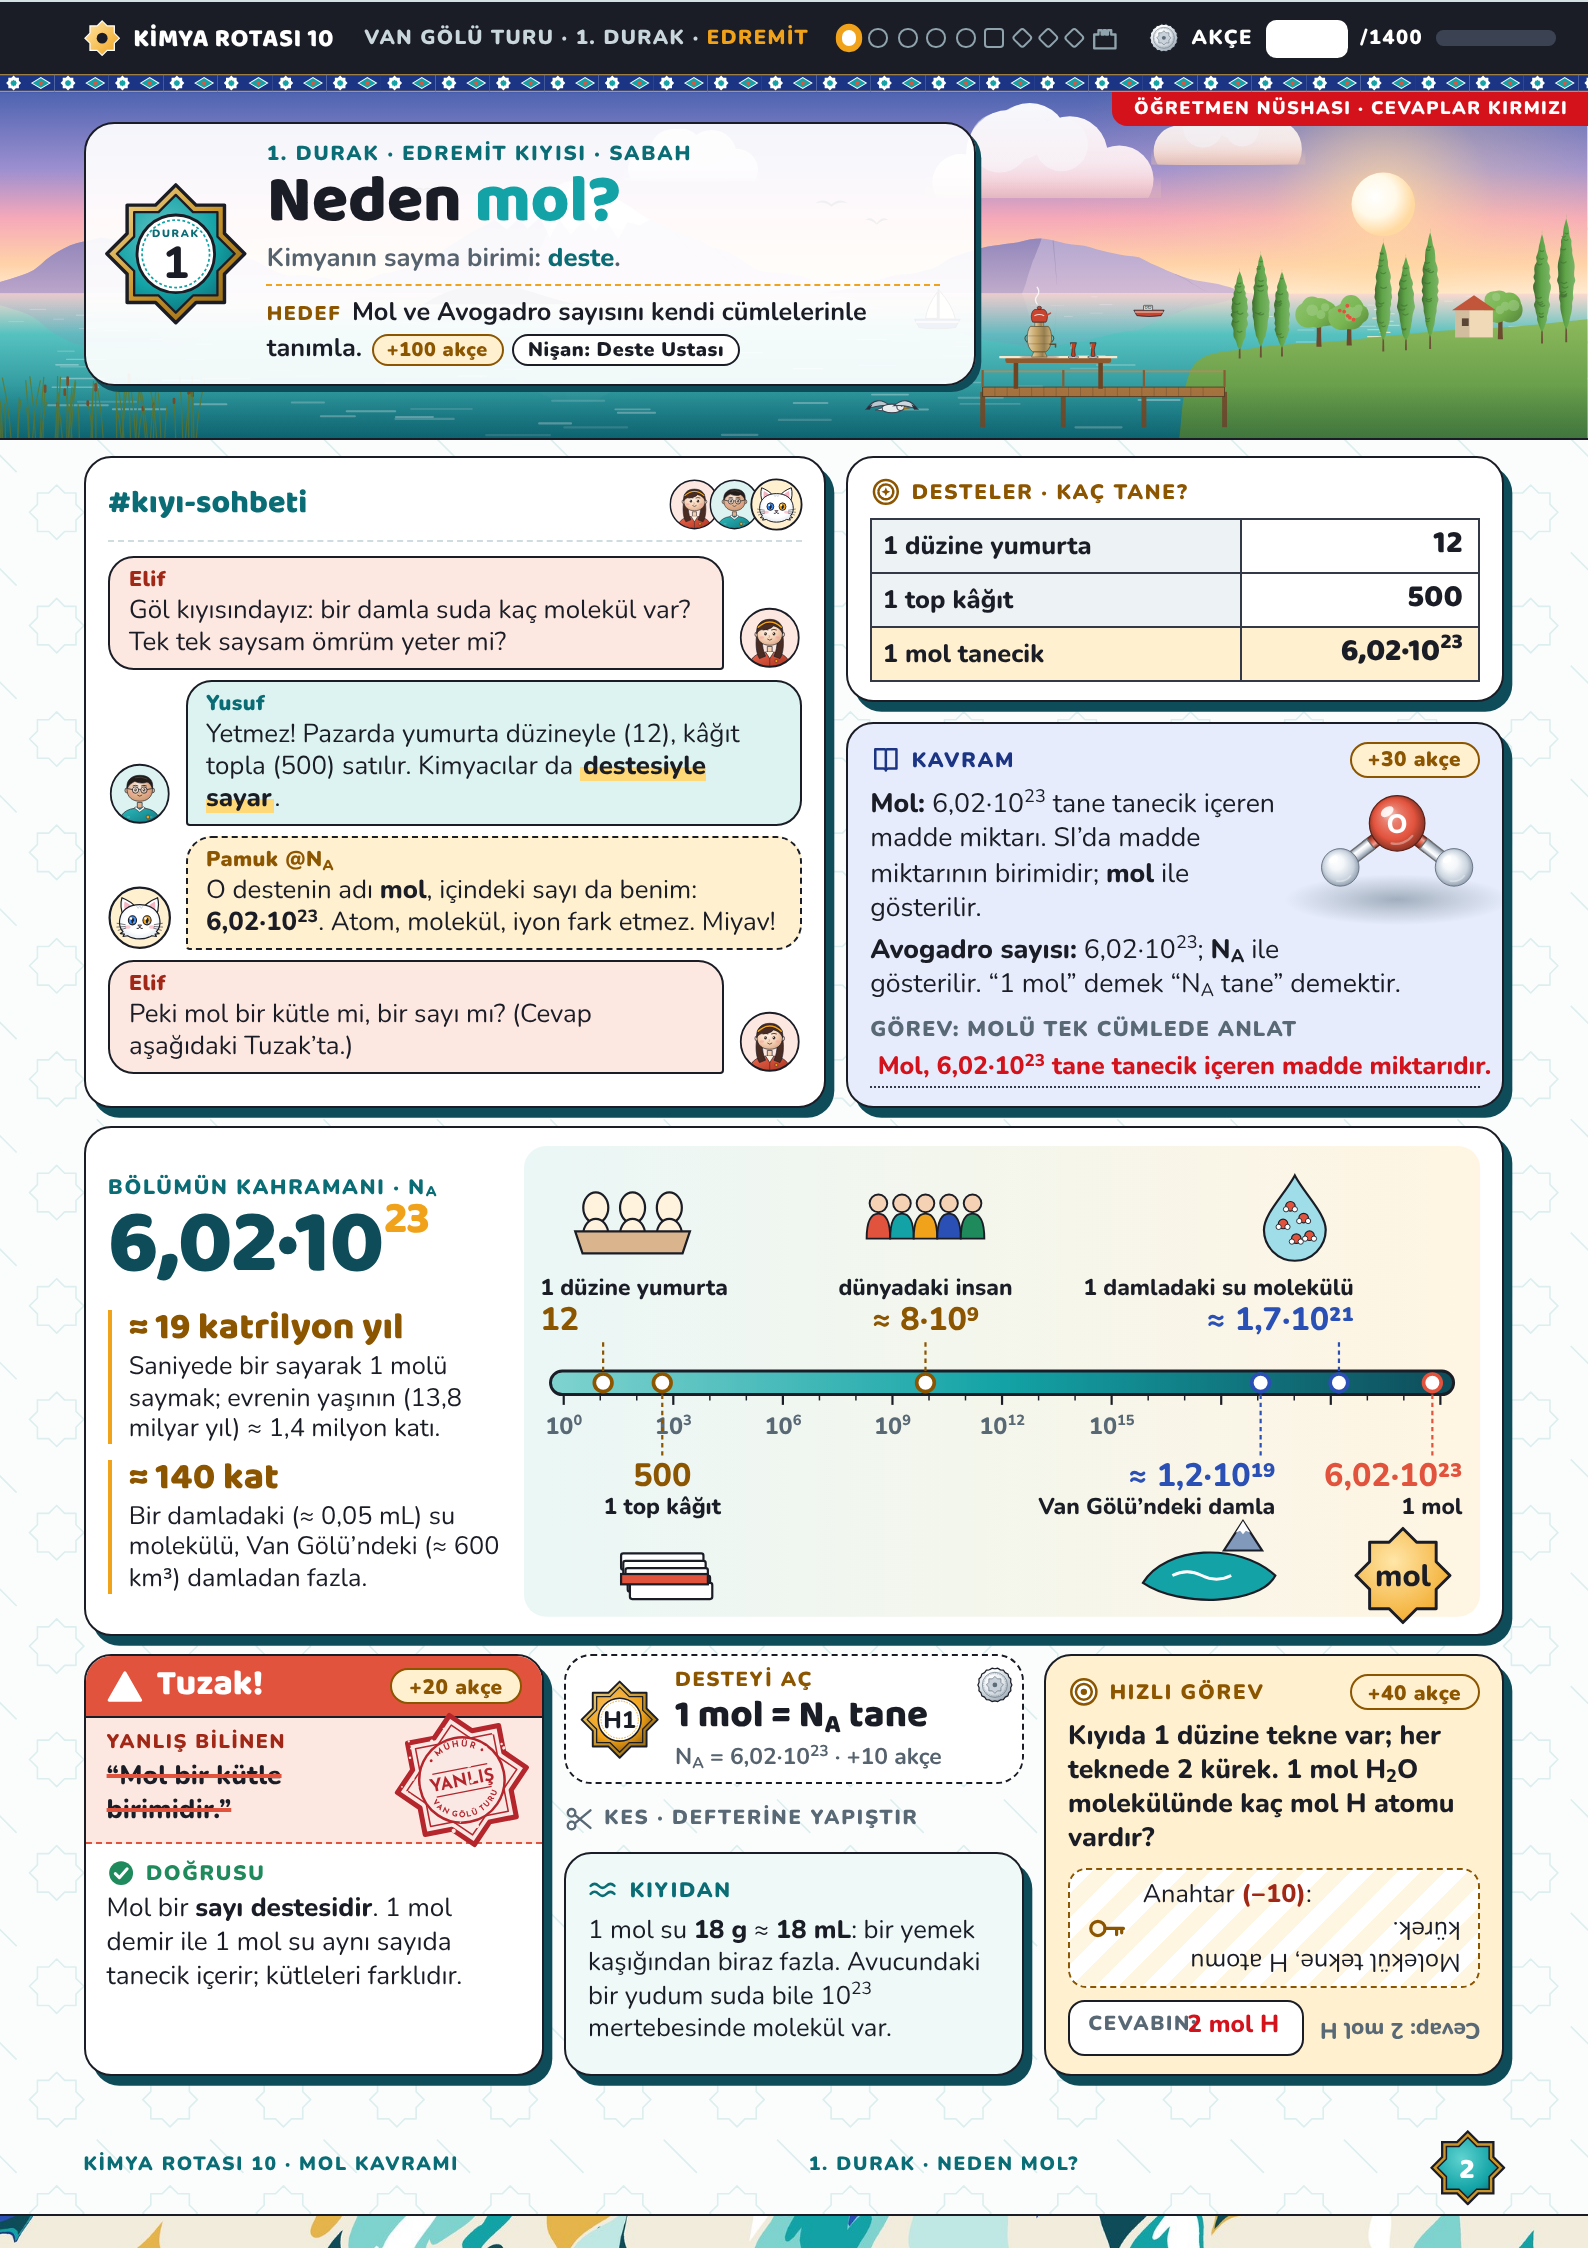 KİMYA ROTASI 10 VAN GÖLÜ TURU · 1. DURAK · EDREMİT AKÇE /1400
ÖĞRETMEN NÜSHASI · CEVAPLAR KIRMIZI
1. DURAK · EDREMİT KIYISI · SABAH
DURAK
1
Neden mol?
Kimyanın sayma birimi: deste.
HEDEF Mol ve Avogadro sayısını kendi cümlelerinle
tanımla. +100 akçe Nişan: Deste Ustası
#kıyı-sohbeti
Elif
Göl kıyısındayız: bir damla suda kaç molekül var?
Tek tek saysam ömrüm yeter mi?
Yusuf
Yetmez! Pazarda yumurta düzineyle (12), kâğıt
topla (500) satılır. Kimyacılar da destesiyle
sayar.
Pamuk @N_A
O destenin adı mol, içindeki sayı da benim:
6,02·10²³. Atom, molekül, iyon fark etmez. Miyav!
Elif
Peki mol bir kütle mi, bir sayı mı? (Cevap
aşağıdaki Tuzak’ta.)
DESTELER · KAÇ TANE?
1 düzine yumurta 12
1 top kâğıt 500
1 mol tanecik 6,02·10²³
KAVRAM +30 akçe
Mol: 6,02·10²³ tane tanecik içeren
madde miktarı. SI’da madde
miktarının birimidir; mol ile
gösterilir.
O
Avogadro sayısı: 6,02·10²³; N_A ile
gösterilir. “1 mol” demek “N_A tane” demektir.
GÖREV: MOLÜ TEK CÜMLEDE ANLAT
Mol, 6,02·10²³ tane tanecik içeren madde miktarıdır.
BÖLÜMÜN KAHRAMANI · N_A
6,02·10²³
≈ 19 katrilyon yıl
Saniyede bir sayarak 1 molü
saymak; evrenin yaşının (13,8
milyar yıl) ≈ 1,4 milyon katı.
≈ 140 kat
Bir damladaki (≈ 0,05 mL) su
molekülü, Van Gölü’ndeki (≈ 600
km³) damladan fazla.
1 düzine yumurta
12
dünyadaki insan
≈ 8·10⁹
1 damladaki su molekülü
≈ 1,7·10²¹
10⁰ 10³ 10⁶ 10⁹ 10¹² 10¹⁵
500
1 top kâğıt
≈ 1,2·10¹⁹
Van Gölü’ndeki damla
6,02·10²³
1 mol
mol
Tuzak! +20 akçe
YANLIŞ BİLİNEN
“Mol bir kütle
birimidir.”
MÜHÜR
YANLIŞ
VAN GÖLÜ TURU
DOĞRUSU
Mol bir sayı destesidir. 1 mol
demir ile 1 mol su aynı sayıda
tanecik içerir; kütleleri farklıdır.
H1
DESTEYİ AÇ
1 mol = N_A tane
N_A = 6,02·10²³ · +10 akçe
KES · DEFTERİNE YAPIŞTIR
KIYIDAN
1 mol su 18 g ≈ 18 mL: bir yemek
kaşığından biraz fazla. Avucundaki
bir yudum suda bile 10²³
mertebesinde molekül var.
HIZLI GÖREV +40 akçe
Kıyıda 1 düzine tekne var; her
teknede 2 kürek. 1 mol H₂O
molekülünde kaç mol H atomu
vardır?
Anahtar (−10):
Molekül tekne, H atomu
kürek.
CEVABIN: 2 mol H
Cevap: 2 mol H
KİMYA ROTASI 10 · MOL KAVRAMI 1. DURAK · NEDEN MOL? 2